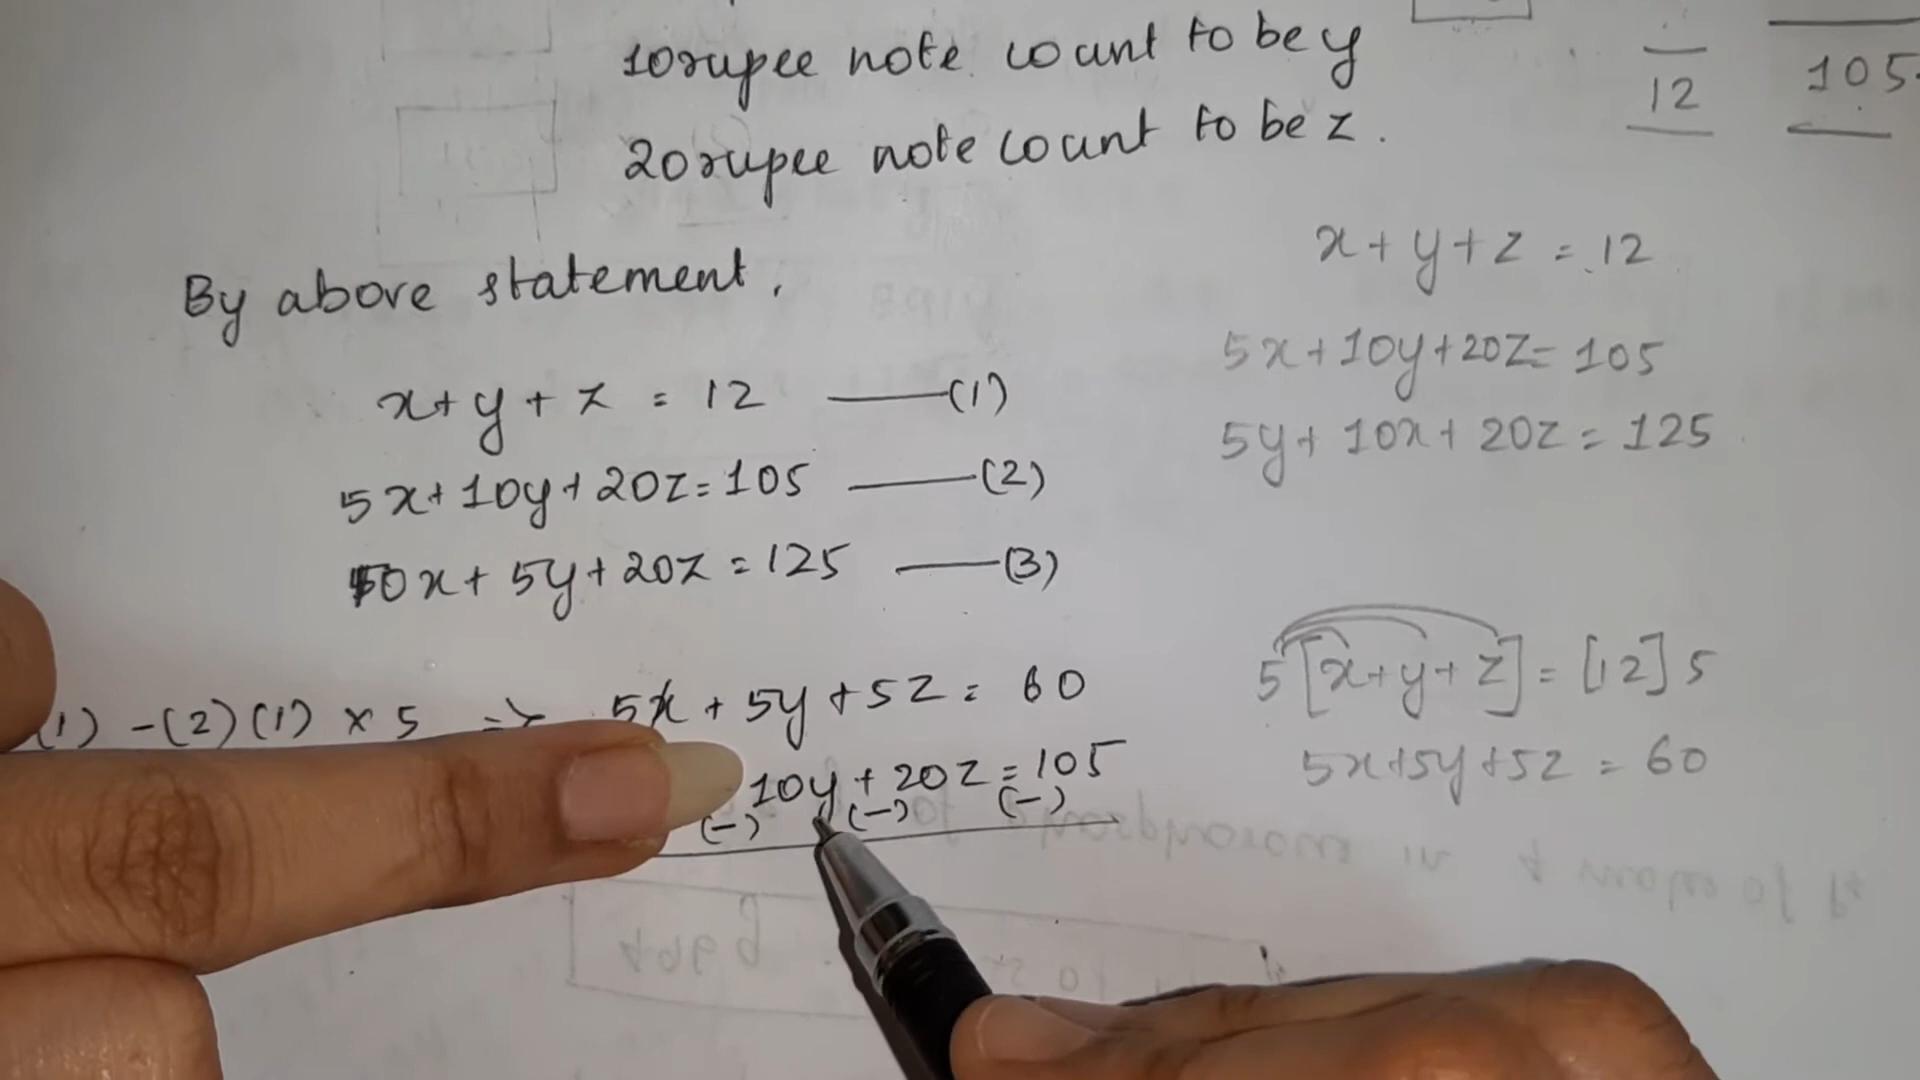 10rupee note count to be y
20rupee note count to be z.
12
105
By above statement,
x+y+z = 12 ——(1)
5x+10y+20z=105 ——(2)
10x+5y+20z=125 ——(3)
x+y+z = 12
5x+10y+20z=105
5y+10x+20z=125
(1) -(2) (1) × 5 => 5x+5y+5z = 60
10y+20z=105
(-) (-) (-)
5[x+y+z]=[12]5
5x+5y+5z = 60